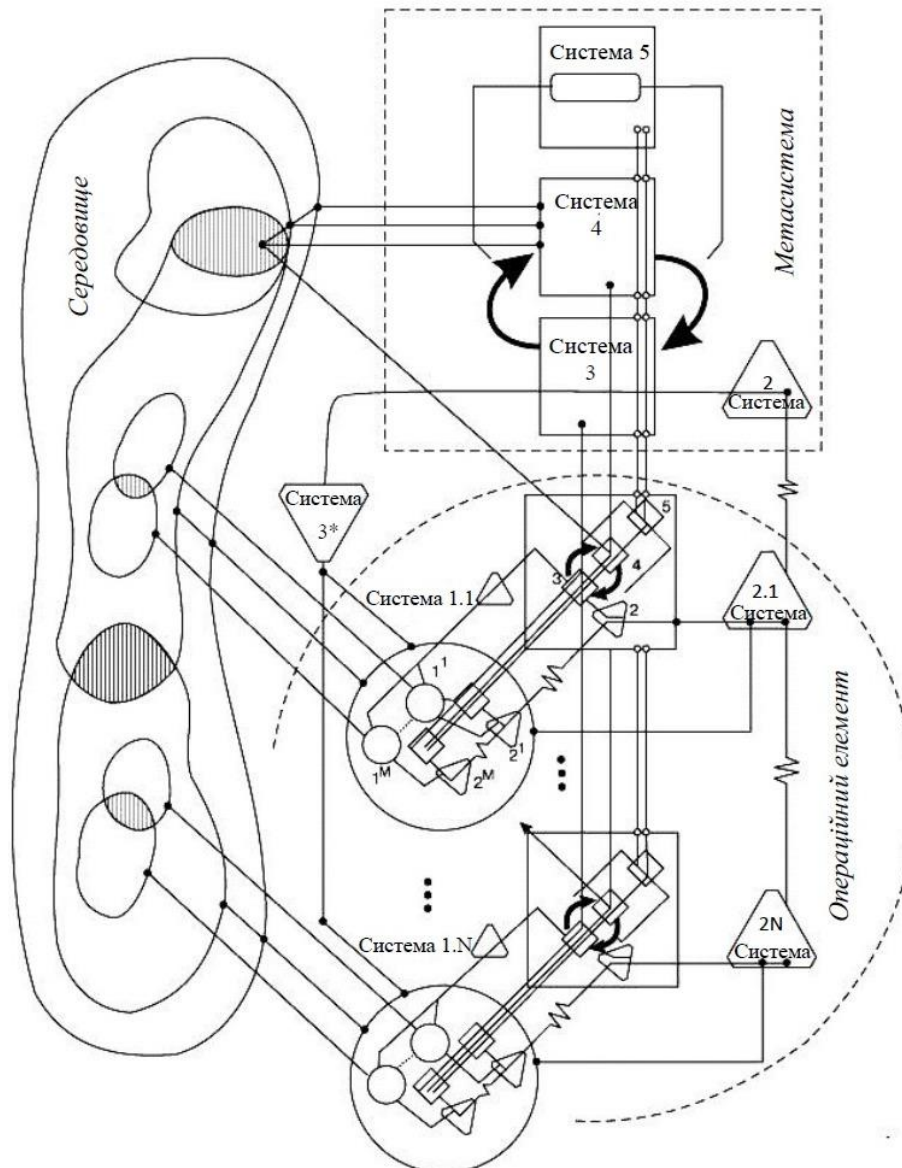 Система 5
Метасистема
Середовище
Система
4
Система
3
2
Система
Система
3*
5
4
3
2
Система 1.1
2.1
Система
1¹
1ᴹ
2¹
2ᴹ
Операційний елемент
Система 1.N
2N
Система